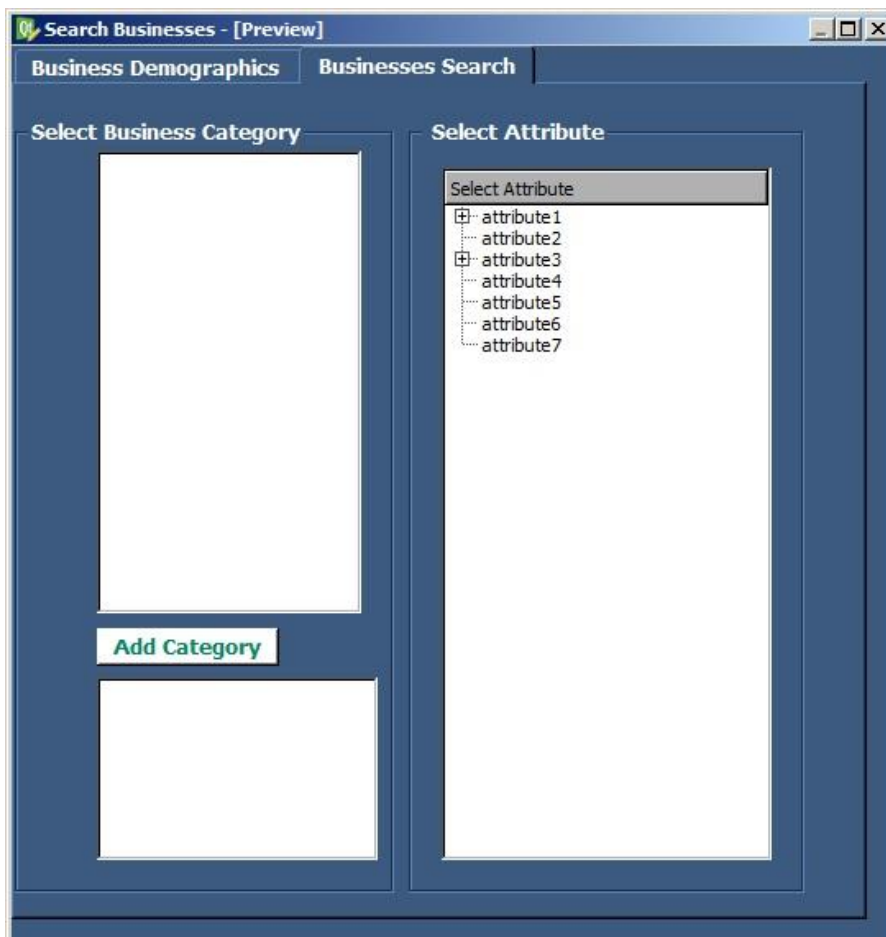 Search Businesses - [Preview]
Business Demographics
Businesses Search
Select Business Category
Select Attribute
Select Attribute
attribute1
attribute2
attribute3
attribute4
attribute5
attribute6
attribute7
Add Category